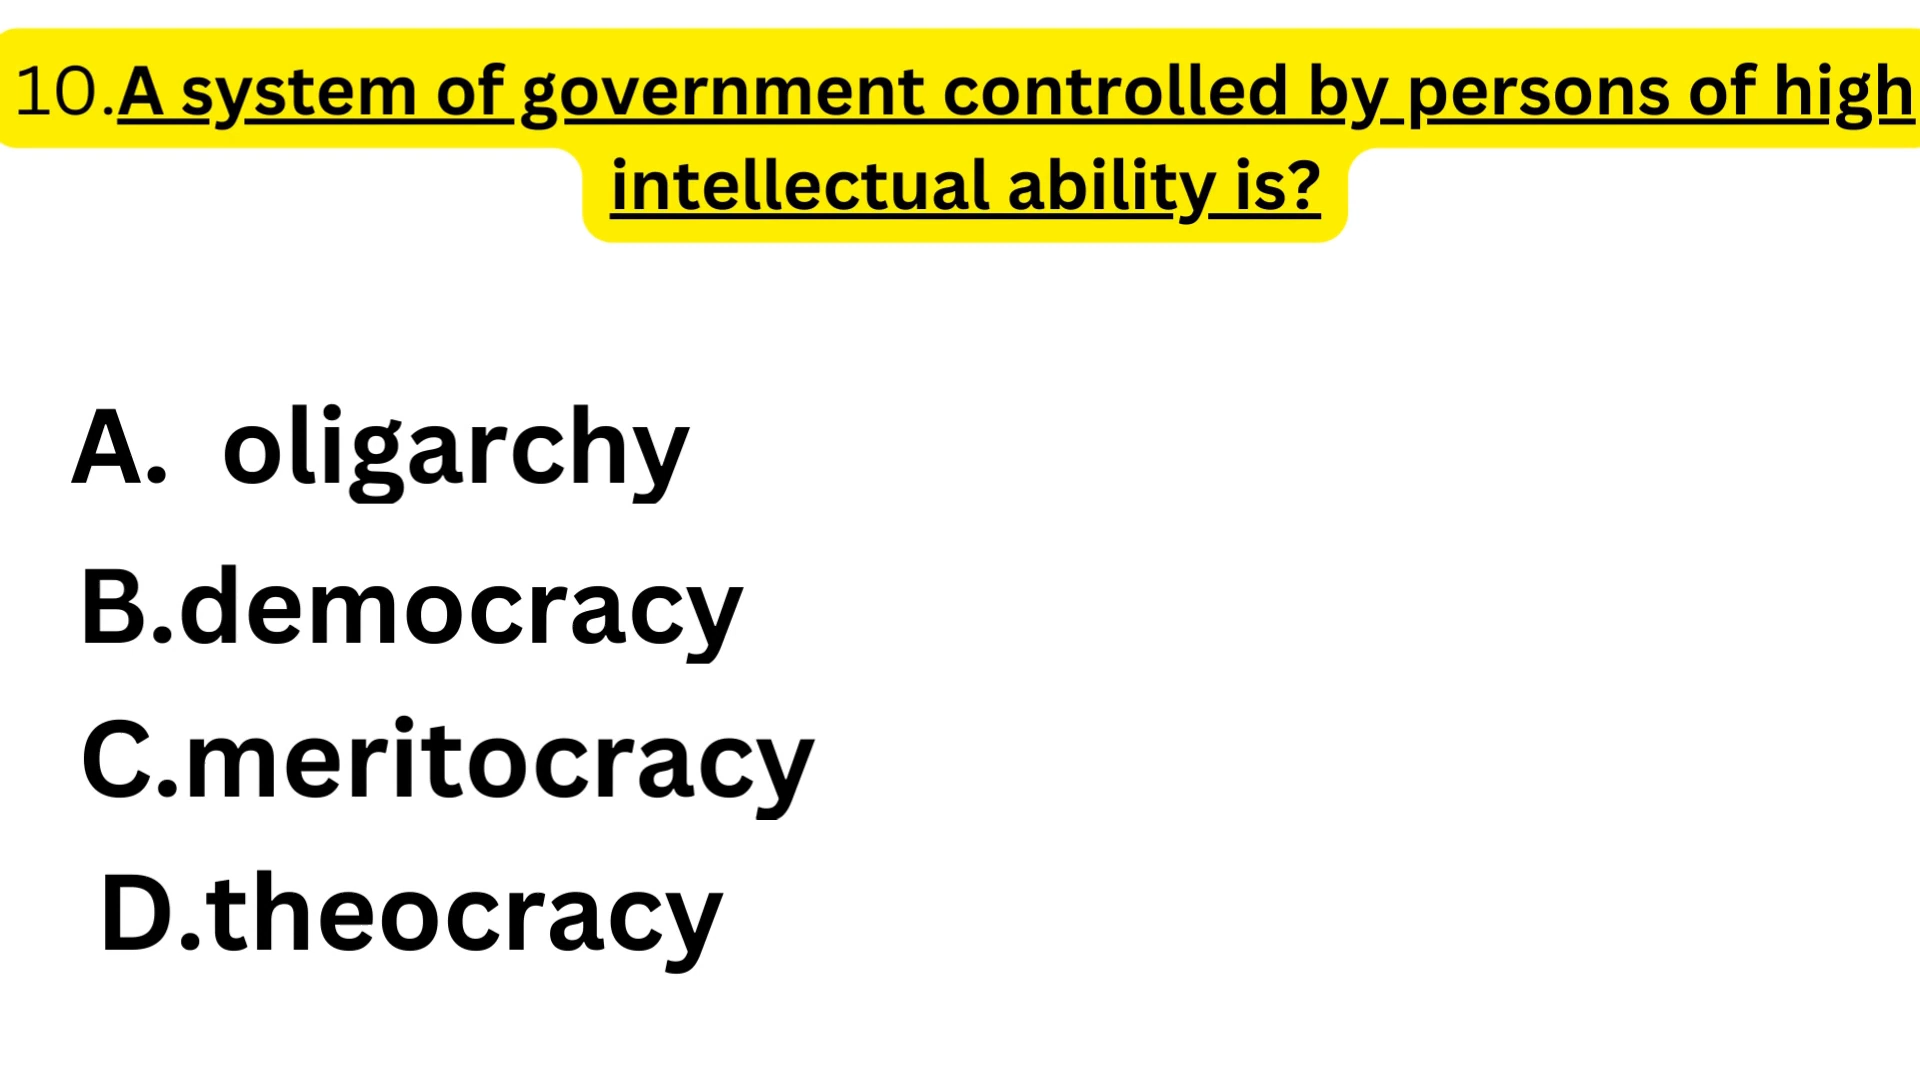 10.A system of government controlled by persons of high
intellectual ability is?
A. oligarchy
B.democracy
C.meritocracy
D.theocracy